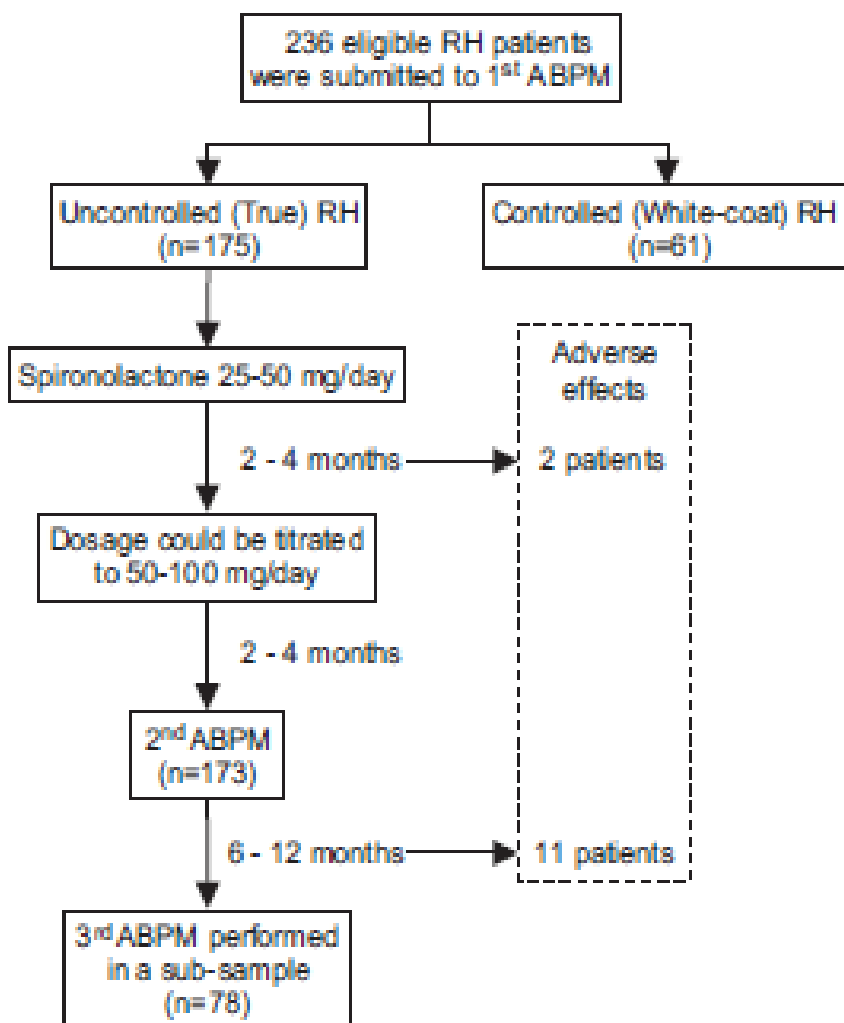 236 eligible RH patients
were submitted to 1st ABPM
Uncontrolled (True) RH
(n=175)
Controlled (White-coat) RH
(n=61)
Spironolactone 25-50 mg/day
Adverse
effects
2 - 4 months
2 patients
Dosage could be titrated
to 50-100 mg/day
2 - 4 months
2nd ABPM
(n=173)
6 - 12 months
11 patients
3rd ABPM performed
in a sub-sample
(n=78)